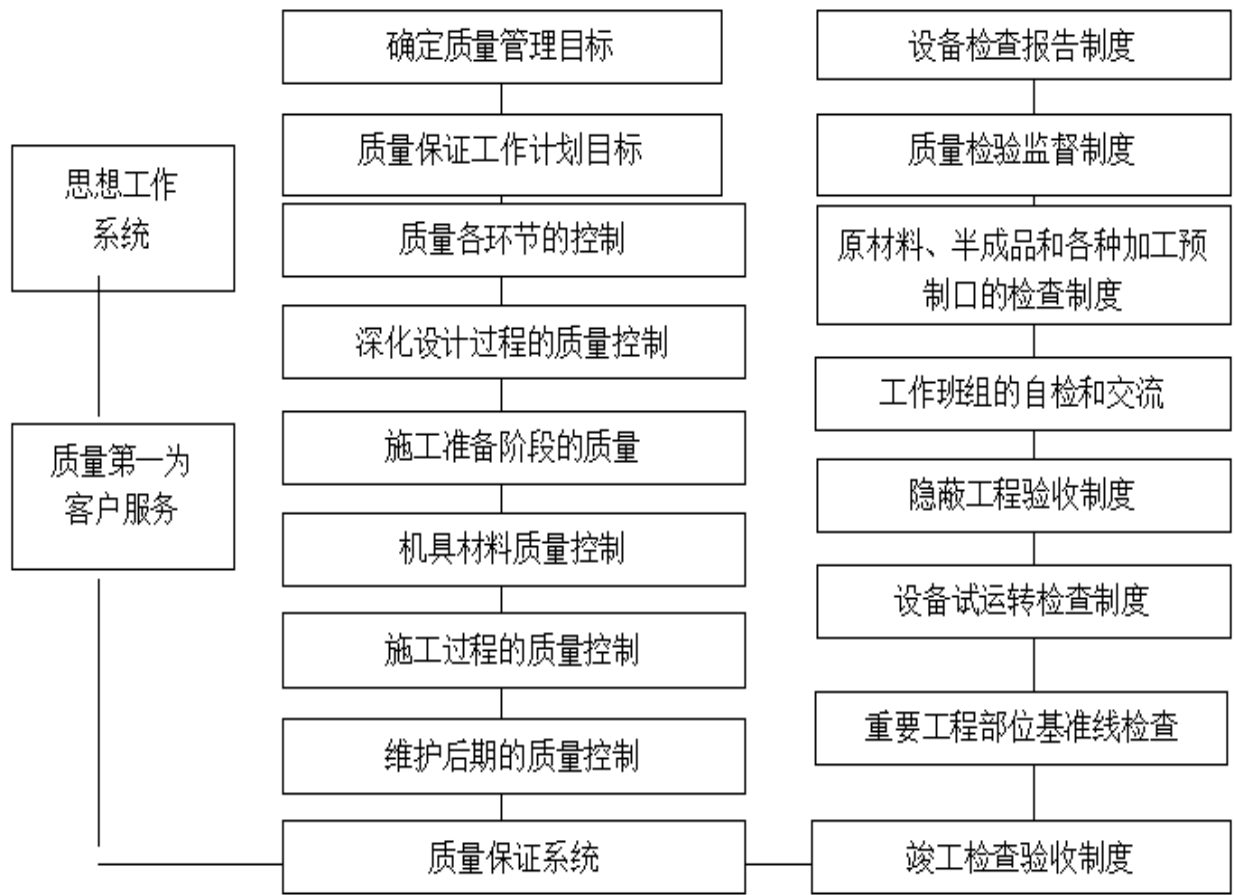 思想工作
系统
质量第一为
客户服务
确定质量管理目标
质量保证工作计划目标
质量各环节的控制
深化设计过程的质量控制
施工准备阶段的质量
机具材料质量控制
施工过程的质量控制
维护后期的质量控制
质量保证系统
设备检查报告制度
质量检验监督制度
原材料、半成品和各种加工预
制口的检查制度
工作班组的自检和交流
隐蔽工程验收制度
设备试运转检查制度
重要工程部位基准线检查
竣工检查验收制度